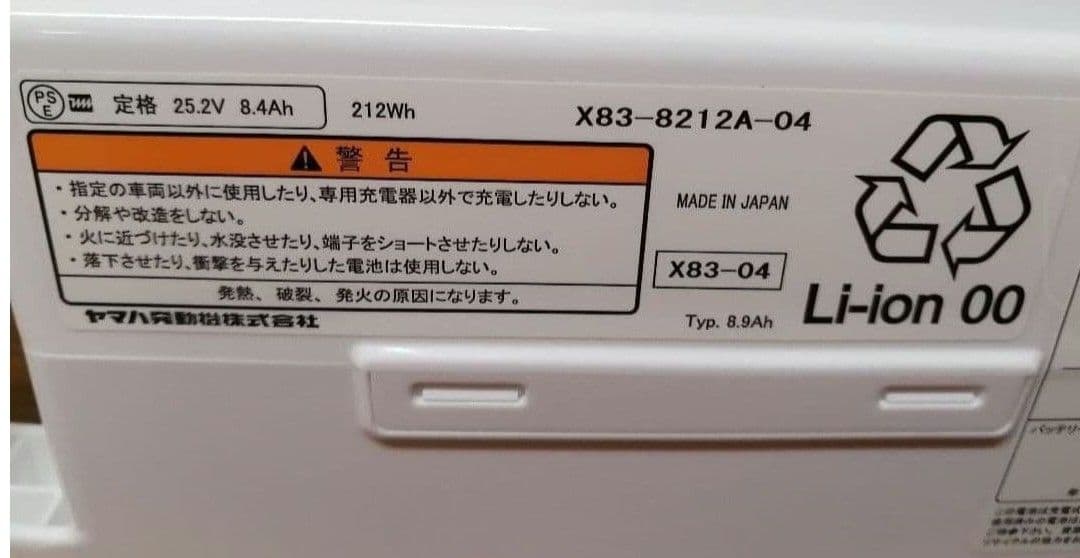 PS
E
定格 25.2V 8.4Ah
212Wh
X83-8212A-04
警告
・指定の車両以外に使用したり、専用充電器以外で充電したりしない。
・分解や改造をしない。
・火に近づけたり、水没させたり、端子をショートさせたりしない。
・落下させたり、衝撃を与えたりした電池は使用しない。
発熱、破裂、発火の原因になります。
ヤマハ発動機株式会社
MADE IN JAPAN
X83-04
Typ. 8.9Ah
Li-ion 00
バッテリー